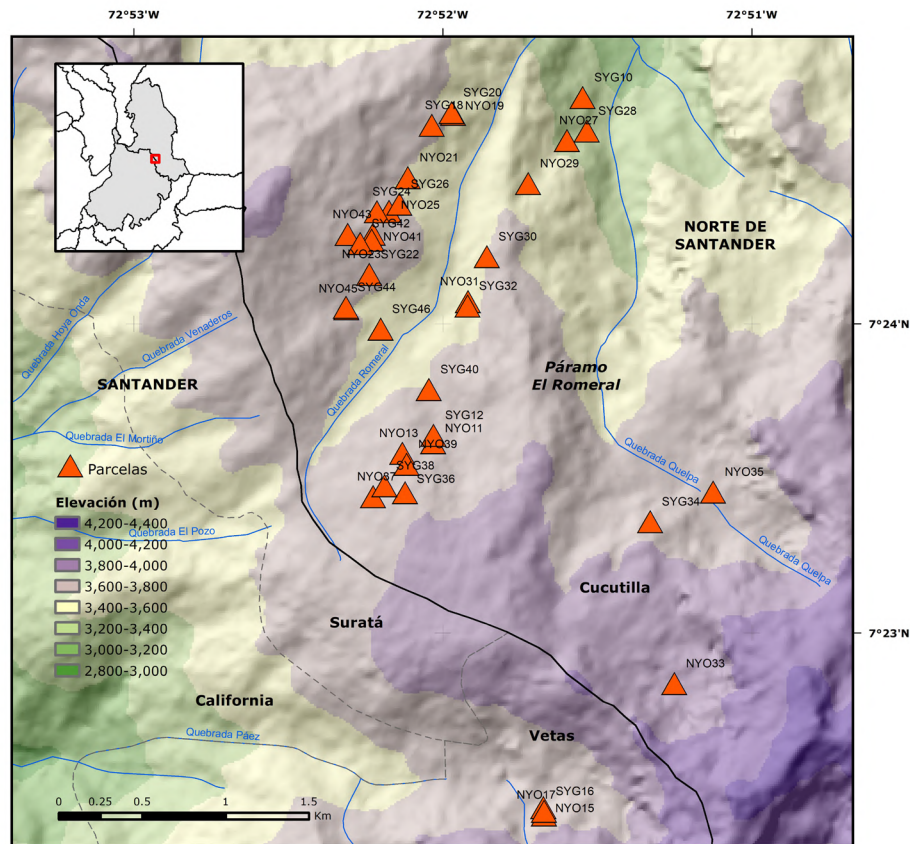 72°53'W
72°52'W
72°51'W
SYG20
SYG18
NYO19
SYG10
SYG28
NYO27
NYO21
NYO29
SYG26
SYG24
NYO25
NYO43
SYG42
NYO41
NORTE DE
SANTANDER
SYG30
NYO23
SYG22
NYO31
SYG32
NYO45
SYG44
SYG46
7°24'N
Quebrada Hoya Onda
Quebrada Venaderos
Quebrada Romeral
SANTANDER
SYG40
Páramo
El Romeral
SYG12
NYO11
NYO13
NYO39
Quebrada El Mortiño
Parcelas
SYG38
NYO37
SYG36
Quebrada Quelpa
NYO35
SYG34
Elevación (m)
4,200-4,400
4,000-4,200
3,800-4,000
3,600-3,800
3,400-3,600
3,200-3,400
3,000-3,200
2,800-3,000
Quebrada El Pozo
Quebrada Quelpa
Cucutilla
Suratá
7°23'N
NYO33
California
Quebrada Páez
Vetas
NYO17
SYG16
NYO15
0
0.25
0.5
1
1.5
Km